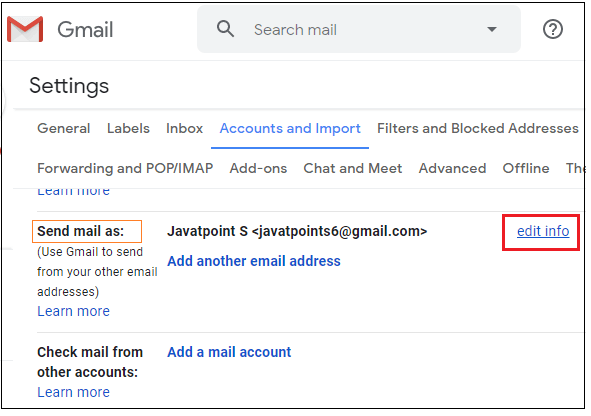 Gmail
Search mail
Settings
General Labels Inbox Accounts and Import Filters and Blocked Addresses
Forwarding and POP/IMAP Add-ons Chat and Meet Advanced Offline
Learn more
Send mail as: Javatpoint S <javatpoints6@gmail.com> edit info
(Use Gmail to send
from your other email Add another email address
addresses)
Learn more
Check mail from Add a mail account
other accounts:
Learn more